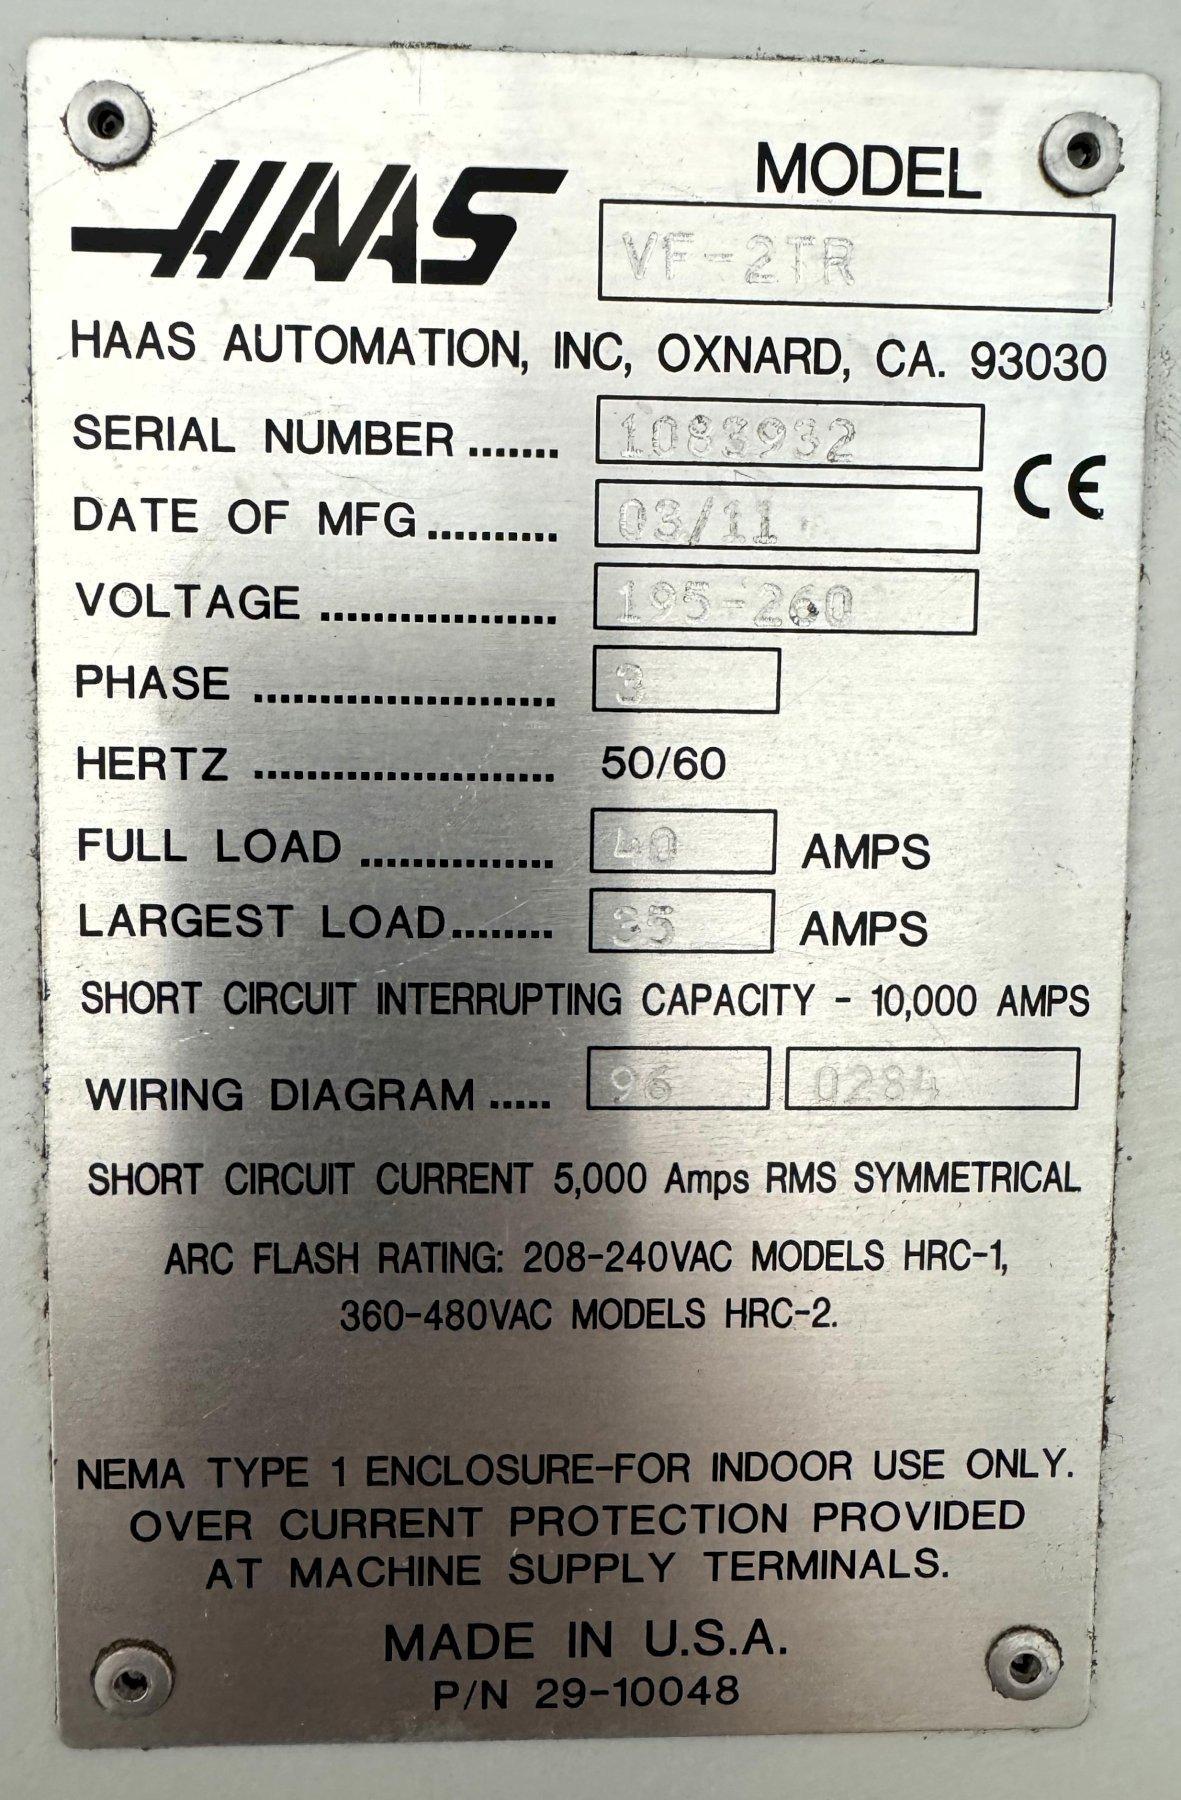 HAAS
MODEL
VF-2TR
HAAS AUTOMATION, INC, OXNARD, CA. 93030
SERIAL NUMBER ....... 1083932
CE
DATE OF MFG .......... 03/11
VOLTAGE .................. 195-260
PHASE ....................... 3
HERTZ ....................... 50/60
FULL LOAD ............... 40 AMPS
LARGEST LOAD........ 35 AMPS
SHORT CIRCUIT INTERRUPTING CAPACITY - 10,000 AMPS
WIRING DIAGRAM ..... 96 0284
SHORT CIRCUIT CURRENT 5,000 Amps RMS SYMMETRICAL
ARC FLASH RATING: 208-240VAC MODELS HRC-1,
360-480VAC MODELS HRC-2.
NEMA TYPE 1 ENCLOSURE-FOR INDOOR USE ONLY.
OVER CURRENT PROTECTION PROVIDED
AT MACHINE SUPPLY TERMINALS.
MADE IN U.S.A.
P/N 29-10048